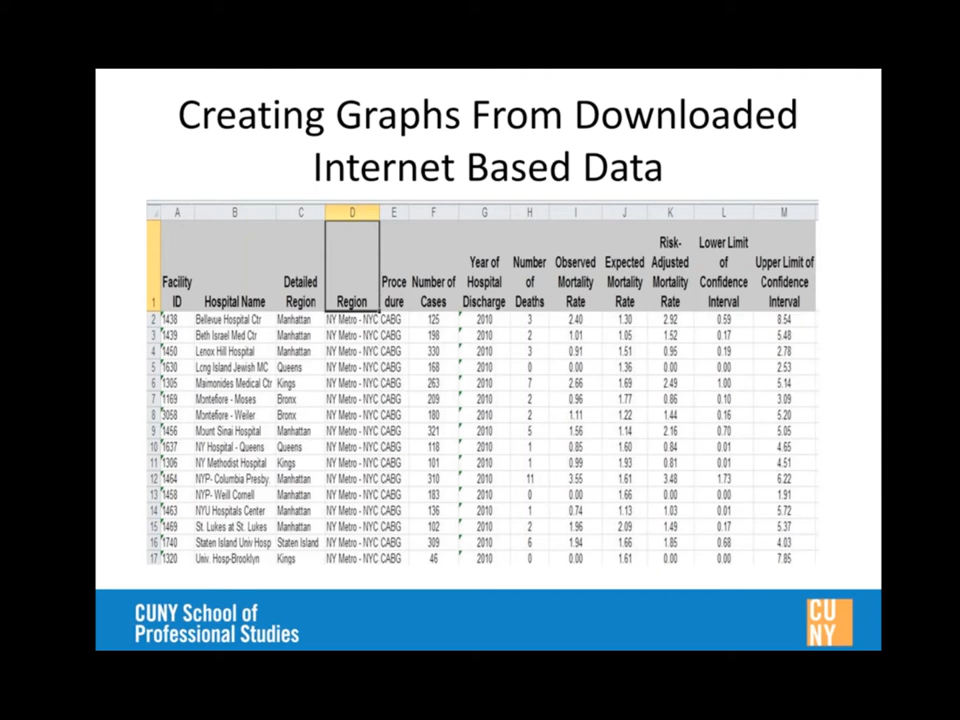 Creating Graphs From Downloaded
Internet Based Data
A B C D E F G H I J K L M
1 Facility ID Hospital Name Detailed Region Region Proce dure Number of Cases Year of Hospital Discharge Number of Deaths Observed Mortality Rate Expected Mortality Rate Risk-Adjusted Mortality Rate Lower Limit of Confidence Interval Upper Limit of Confidence Interval
2 1438 Bellevue Hospital Ctr Manhattan NY Metro - NYC CABG 125 2010 3 2.40 1.30 2.92 0.59 8.54
3 1439 Beth Israel Med Ctr Manhattan NY Metro - NYC CABG 198 2010 2 1.01 1.05 1.52 0.17 5.48
4 1450 Lenox Hill Hospital Manhattan NY Metro - NYC CABG 330 2010 3 0.91 1.51 0.95 0.19 2.78
5 1630 Long Island Jewish MC Queens NY Metro - NYC CABG 168 2010 0 0.00 1.36 0.00 0.00 2.53
6 1305 Maimonides Medical Ctr Kings NY Metro - NYC CABG 263 2010 7 2.66 1.69 2.49 1.00 5.14
7 1169 Montefiore - Moses Bronx NY Metro - NYC CABG 209 2010 2 0.96 1.77 0.86 0.10 3.09
8 3058 Montefiore - Weiler Bronx NY Metro - NYC CABG 180 2010 2 1.11 1.22 1.44 0.16 5.20
9 1456 Mount Sinai Hospital Manhattan NY Metro - NYC CABG 321 2010 5 1.56 1.14 2.16 0.70 5.05
10 1637 NY Hospital - Queens Queens NY Metro - NYC CABG 118 2010 1 0.85 1.60 0.84 0.01 4.65
11 1306 NY Methodist Hospital Kings NY Metro - NYC CABG 101 2010 1 0.99 1.93 0.81 0.01 4.51
12 1464 NYP- Columbia Presby. Manhattan NY Metro - NYC CABG 310 2010 11 3.55 1.61 3.48 1.73 6.22
13 1458 NYP- Weill Cornell Manhattan NY Metro - NYC CABG 183 2010 0 0.00 1.66 0.00 0.00 1.91
14 1463 NYU Hospitals Center Manhattan NY Metro - NYC CABG 136 2010 1 0.74 1.13 1.03 0.01 5.72
15 1469 St. Lukes at St. Lukes Manhattan NY Metro - NYC CABG 102 2010 2 1.96 2.09 1.49 0.17 5.37
16 1740 Staten Island Univ Hosp Staten Island NY Metro - NYC CABG 309 2010 6 1.94 1.66 1.85 0.68 4.03
17 1320 Univ. Hosp-Brooklyn Kings NY Metro - NYC CABG 46 2010 0 0.00 1.61 0.00 0.00 7.85
CUNY School of
Professional Studies
CU
NY